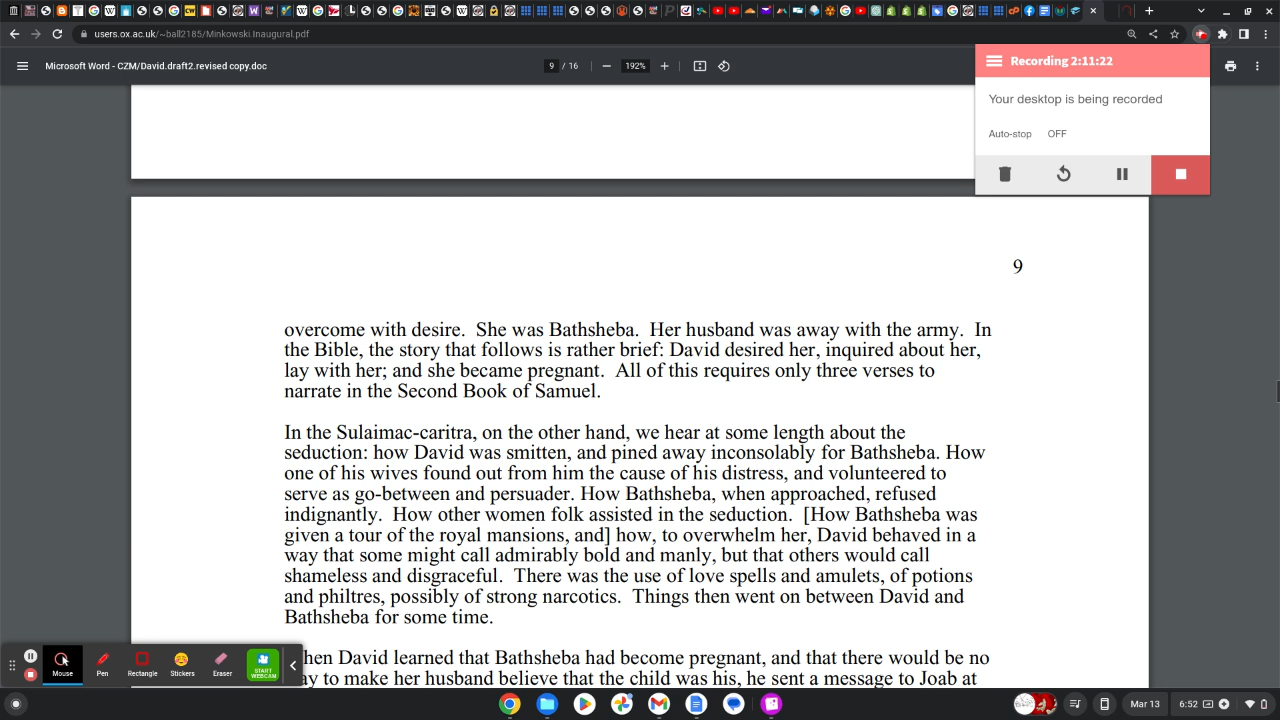 users.ox.ac.uk/~ball2185/Minkowski.Inaugural.pdf
Microsoft Word - CZM/David.draft2.revised copy.doc
9 / 16
192%
Recording 2:11:22
Your desktop is being recorded
Auto-stop OFF
9
overcome with desire. She was Bathsheba. Her husband was away with the army. In
the Bible, the story that follows is rather brief: David desired her, inquired about her,
lay with her; and she became pregnant. All of this requires only three verses to
narrate in the Second Book of Samuel.
In the Sulaimac-caritra, on the other hand, we hear at some length about the
seduction: how David was smitten, and pined away inconsolably for Bathsheba. How
one of his wives found out from him the cause of his distress, and volunteered to
serve as go-between and persuader. How Bathsheba, when approached, refused
indignantly. How other women folk assisted in the seduction. [How Bathsheba was
given a tour of the royal mansions, and] how, to overwhelm her, David behaved in a
way that some might call admirably bold and manly, but that others would call
shameless and disgraceful. There was the use of love spells and amulets, of potions
and philtres, possibly of strong narcotics. Things then went on between David and
Bathsheba for some time.
hen David learned that Bathsheba had become pregnant, and that there would be no
ay to make her husband believe that the child was his, he sent a message to Joab at
Mouse
Pen
Rectangle
Stickers
Eraser
START
WEBCAM
Mar 13
6:52